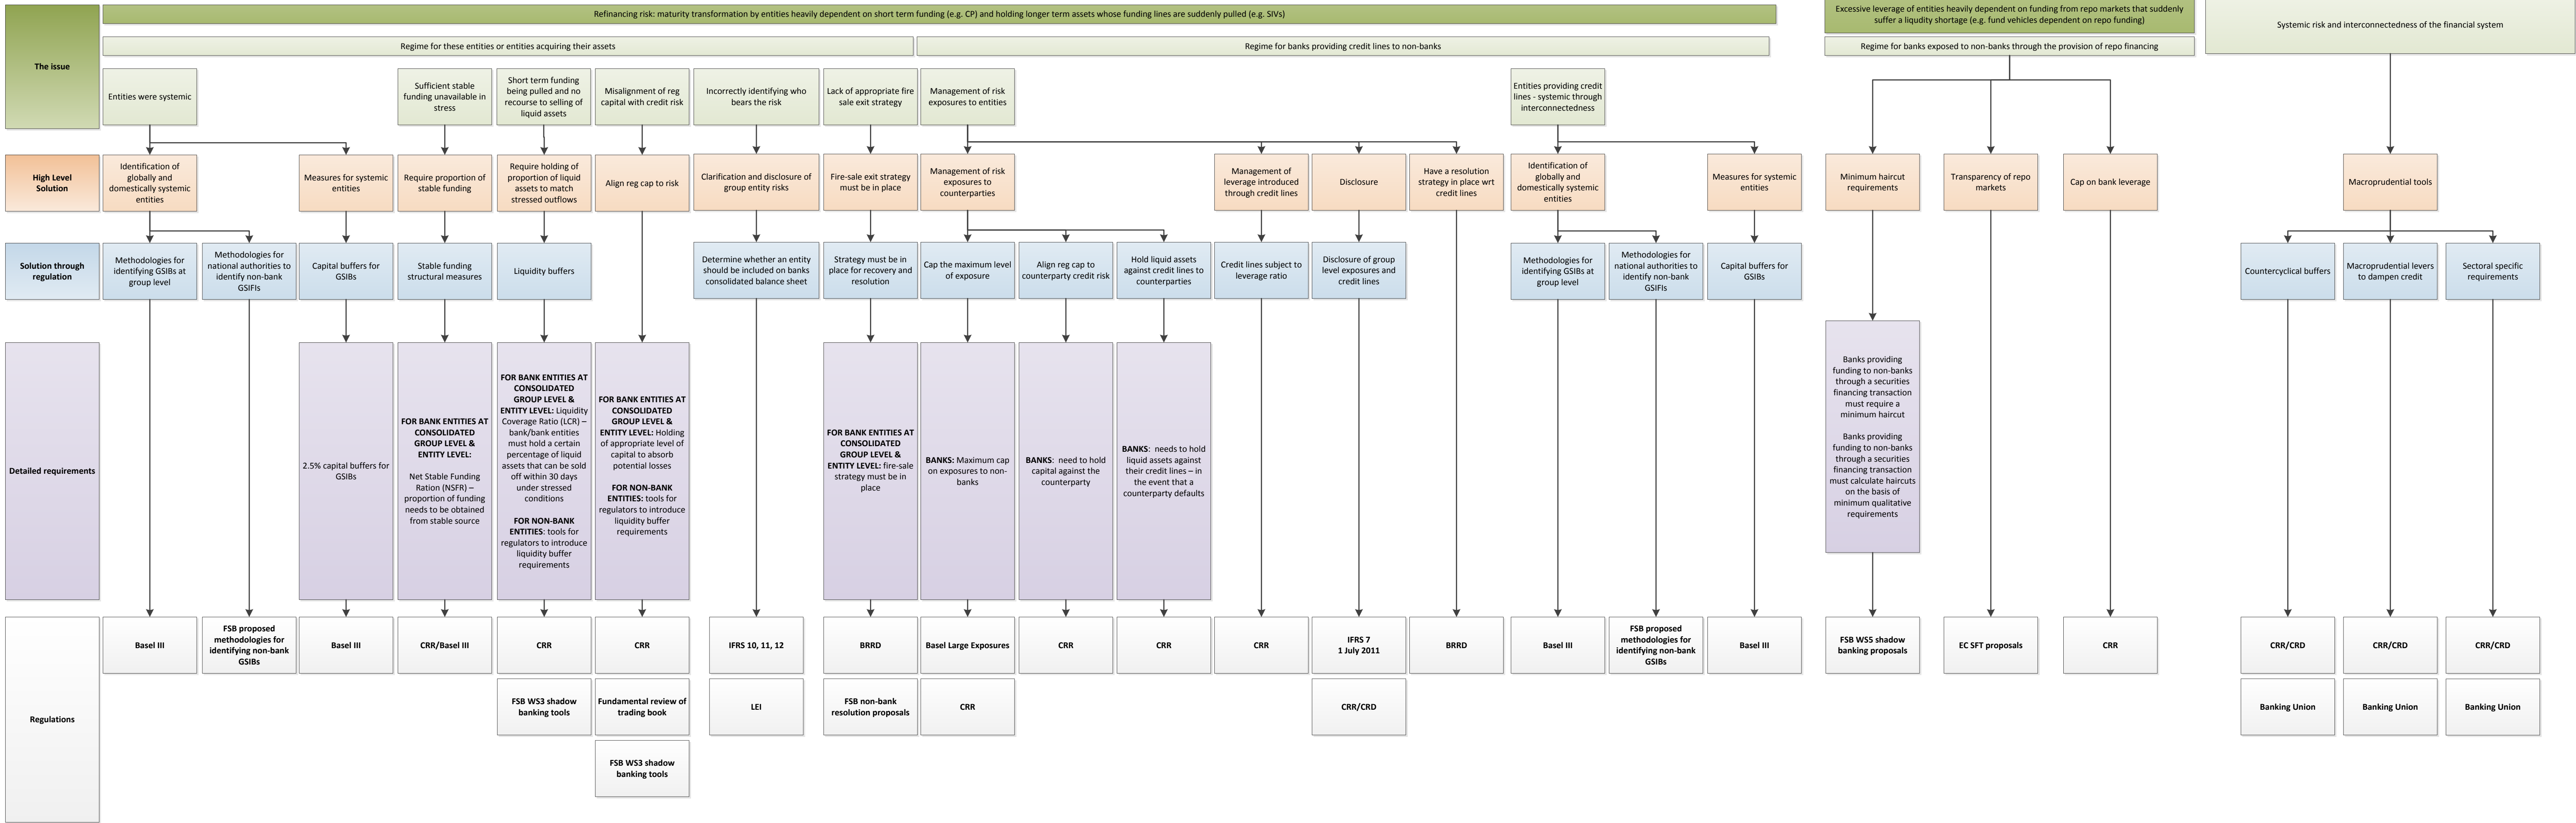 Refinancing risk: maturity transformation by entities heavily dependent on short term funding (e.g. CP) and holding longer term assets whose funding lines are suddenly pulled (e.g. SIVs)
Excessive leverage of entities heavily dependent on funding from repo markets that suddenly
suffer a liqudity shortage (e.g. fund vehicles dependent on repo funding)
Systemic risk and interconnectedness of the financial system
The issue
Regime for these entities or entities acquiring their assets
Regime for banks providing credit lines to non-banks
Regime for banks exposed to non-banks through the provision of repo financing
Entities were systemic
Sufficient stable
funding unavailable in
stress
Short term funding
being pulled and no
recourse to selling of
liquid assets
Misalignment of reg
capital with credit risk
Incorrectly identifying who
bears the risk
Lack of appropriate fire
sale exit strategy
Management of risk
exposures to entities
Entities providing credit
lines - systemic through
interconnectedness
High Level
Solution
Identification of
globally and
domestically systemic
entities
Measures for systemic
entities
Require proportion of
stable funding
Require holding of
proportion of liquid
assets to match
stressed outflows
Align reg cap to risk
Clarification and disclosure of
group entity risks
Fire-sale exit strategy
must be in place
Management of risk
exposures to
counterparties
Management of
leverage introduced
through credit lines
Disclosure
Have a resolution
strategy in place wrt
credit lines
Identification of
globally and
domestically systemic
entities
Measures for systemic
entities
Minimum haircut
requirements
Transparency of repo
markets
Cap on bank leverage
Macroprudential tools
Solution through
regulation
Methodologies for
identifying GSIBs at
group level
Methodologies for
national authorities to
identify non-bank
GSIFIs
Capital buffers for
GSIBs
Stable funding
structural measures
Liquidity buffers
Determine whether an entity
should be included on banks
consolidated balance sheet
Strategy must be in
place for recovery and
resolution
Cap the maximum level
of exposure
Align reg cap to
counterparty credit risk
Hold liquid assets
against credit lines to
counterparties
Credit lines subject to
leverage ratio
Disclosure of group
level exposures and
credit lines
Methodologies for
identifying GSIBs at
group level
Methodologies for
national authorities to
identify non-bank
GSIFIs
Capital buffers for
GSIBs
Countercyclical buffers
Macroprudential levers
to dampen credit
Sectoral specific
requirements
Detailed requirements
2.5% capital buffers for
GSIBs
FOR BANK ENTITIES AT
CONSOLIDATED
GROUP LEVEL &
ENTITY LEVEL:
Net Stable Funding
Ration (NSFR) –
proportion of funding
needs to be obtained
from stable source
FOR BANK ENTITIES AT
CONSOLIDATED
GROUP LEVEL &
ENTITY LEVEL: Liquidity
Coverage Ratio (LCR) –
bank/bank entities
must hold a certain
percentage of liquid
assets that can be sold
off within 30 days
under stressed
conditions
FOR NON-BANK
ENTITIES: tools for
regulators to introduce
liquidity buffer
requirements
FOR BANK ENTITIES AT
CONSOLIDATED
GROUP LEVEL &
ENTITY LEVEL: Holding
of appropriate level of
capital to absorb
potential losses
FOR NON-BANK
ENTITIES: tools for
regulators to introduce
liquidity buffer
requirements
FOR BANK ENTITIES AT
CONSOLIDATED
GROUP LEVEL &
ENTITY LEVEL: fire-sale
strategy must be in
place
BANKS: Maximum cap
on exposures to non-
banks
BANKS: need to hold
capital against the
counterparty
BANKS: needs to hold
liquid assets against
their credit lines – in
the event that a
counterparty defaults
Banks providing
funding to non-banks
through a securities
financing transaction
must require a
minimum haircut
Banks providing
funding to non-banks
through a securities
financing transaction
must calculate haircuts
on the basis of
minimum qualitative
requirements
Regulations
Basel III
FSB proposed
methodologies for
identifying non-bank
GSIBs
Basel III
CRR/Basel III
CRR
CRR
IFRS 10, 11, 12
BRRD
Basel Large Exposures
CRR
CRR
CRR
IFRS 7
1 July 2011
BRRD
Basel III
FSB proposed
methodologies for
identifying non-bank
GSIBs
Basel III
FSB WS5 shadow
banking proposals
EC SFT proposals
CRR
CRR/CRD
CRR/CRD
CRR/CRD
FSB WS3 shadow
banking tools
Fundamental review of
trading book
LEI
FSB non-bank
resolution proposals
CRR
CRR/CRD
Banking Union
Banking Union
Banking Union
FSB WS3 shadow
banking tools